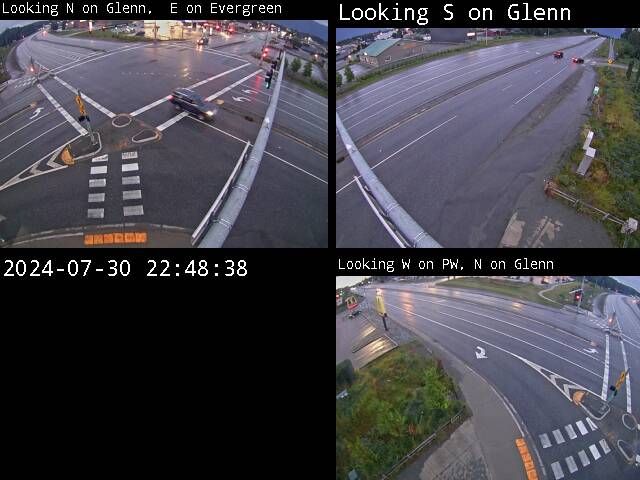 Looking N on Glenn, E on Evergreen
Looking S on Glenn
2024-07-30 22:48:38
Looking W on PW, N on Glenn